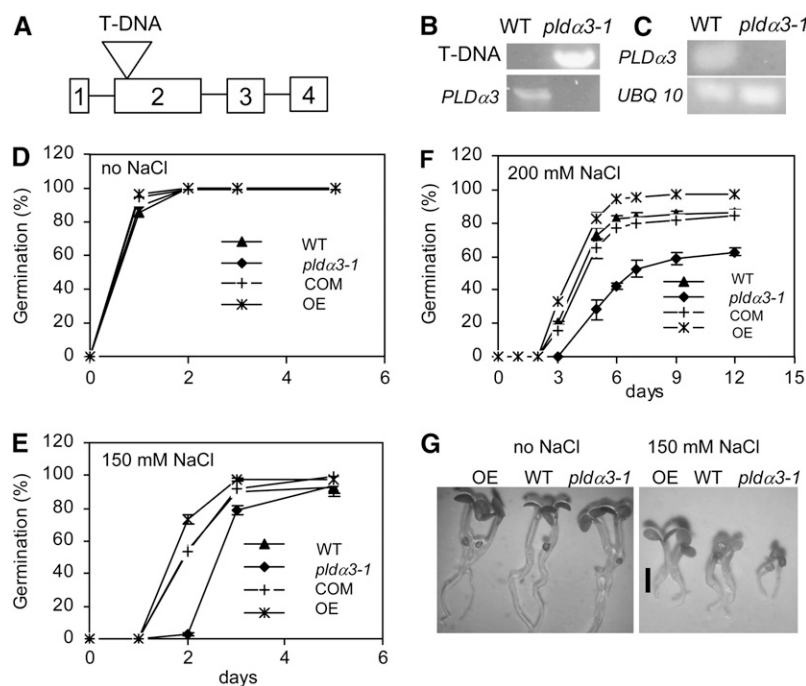 A
T-DNA
1 2 3 4
B WT pldα3-1
T-DNA
PLDα3
C WT pldα3-1
PLDα3
UBQ 10
D
no NaCl
Germination (%)
120
100
80
60
40
20
0
0 2 4 6
WT
pldα3-1
COM
OE
F
200 mM NaCl
Germination (%)
120
100
80
60
40
20
0
0 3 6 9 12 15
days
WT
pldα3-1
COM
OE
E
150 mM NaCl
Germination (%)
120
100
80
60
40
20
0
0 2 4 6
days
WT
pldα3-1
COM
OE
G
no NaCl 150 mM NaCl
OE WT pldα3-1 OE WT pldα3-1